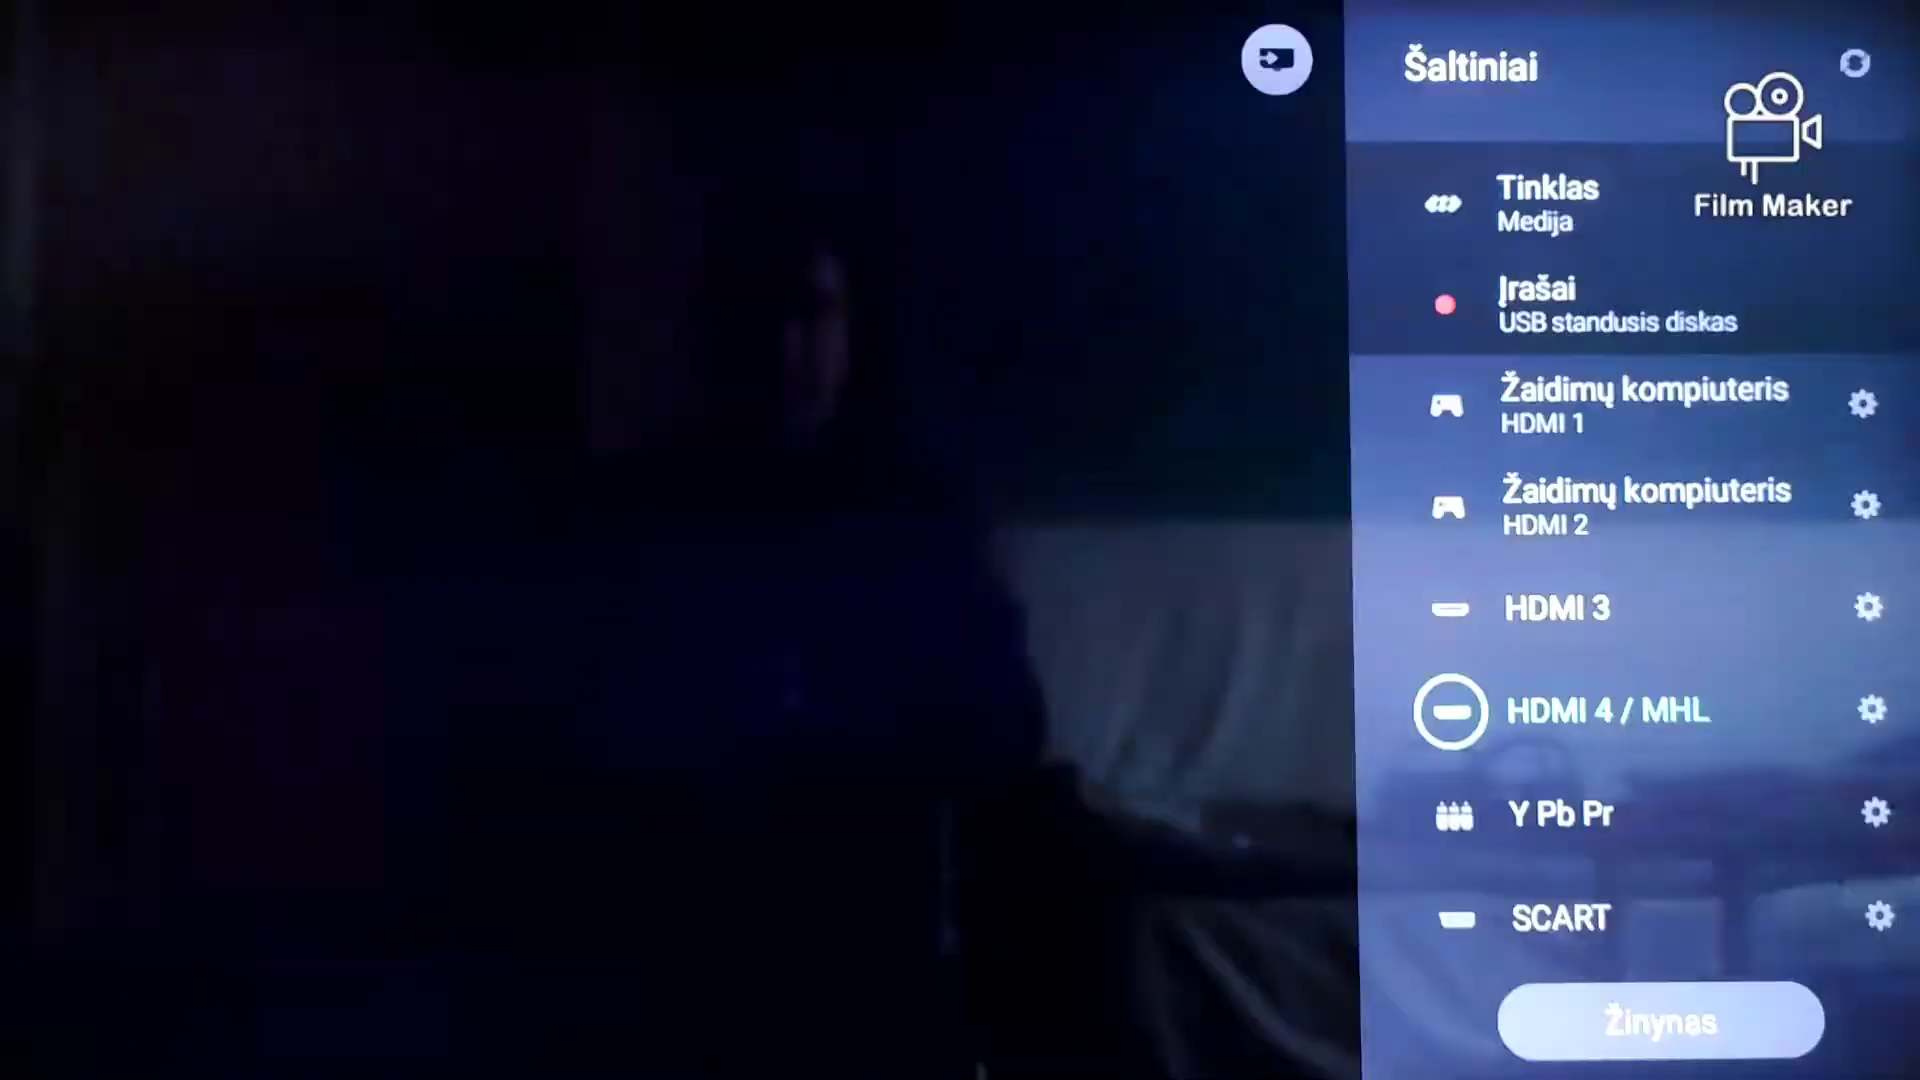 Šaltiniai
Film Maker
Tinklas
Medija
Įrašai
USB standusis diskas
Žaidimų kompiuteris
HDMI 1
Žaidimų kompiuteris
HDMI 2
HDMI 3
HDMI 4 / MHL
Y Pb Pr
SCART
Žinynas